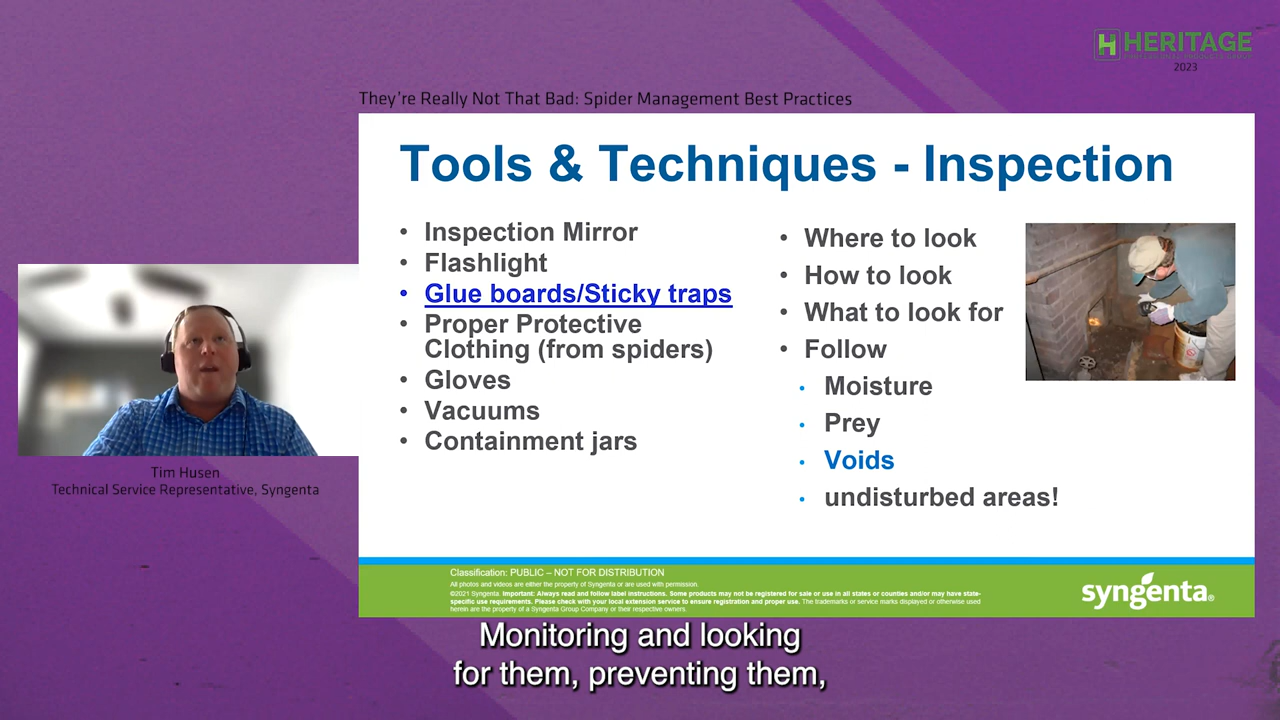 HERITAGE
2023
They're Really Not That Bad: Spider Management Best Practices
Tools & Techniques - Inspection
• Inspection Mirror
• Flashlight
• Glue boards/Sticky traps
• Proper Protective
Clothing (from spiders)
• Gloves
• Vacuums
• Containment jars
• Where to look
• How to look
• What to look for
• Follow
• Moisture
• Prey
• Voids
• undisturbed areas!
Tim Husen
Technical Service Representative, Syngenta
Classification: PUBLIC – NOT FOR DISTRIBUTION
All photos and videos are either the property of Syngenta or are used with permission.
©2021 Syngenta. Important: Always read and follow label instructions. Some products may not be registered for sale or use in all states or counties and/or may have state-
specific use requirements. Please check with your local extension service to ensure registration and proper use. The trademarks or service marks displayed or otherwise used
herein are the property of a Syngenta Group Company or their respective owners.
syngenta®
Monitoring and looking
for them, preventing them,